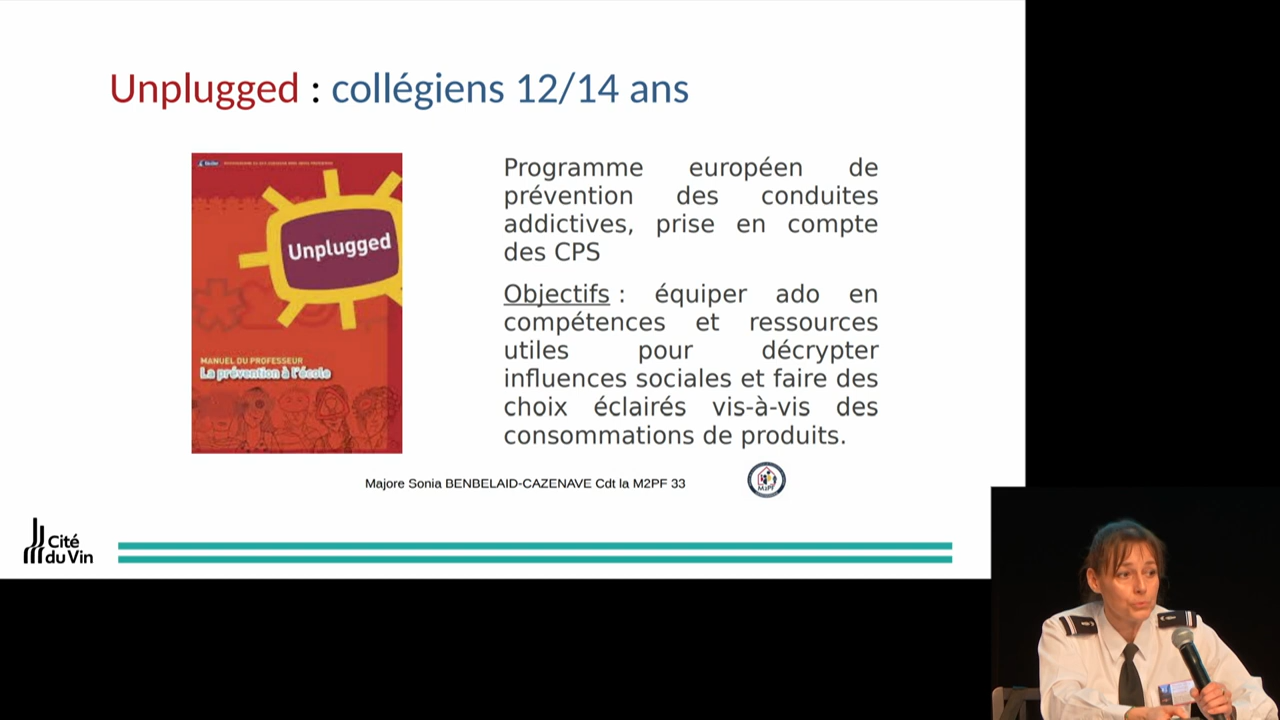 Unplugged : collégiens 12/14 ans
Unplugged
MANUEL DU PROFESSEUR
La prévention à l'école
Programme européen de
prévention des conduites
addictives, prise en compte
des CPS
Objectifs : équiper ado en
compétences et ressources
utiles pour décrypter
influences sociales et faire des
choix éclairés vis-à-vis des
consommations de produits.
Majore Sonia BENBELAID-CAZENAVE Cdt la M2PF 33
M2PF
Cité
du Vin